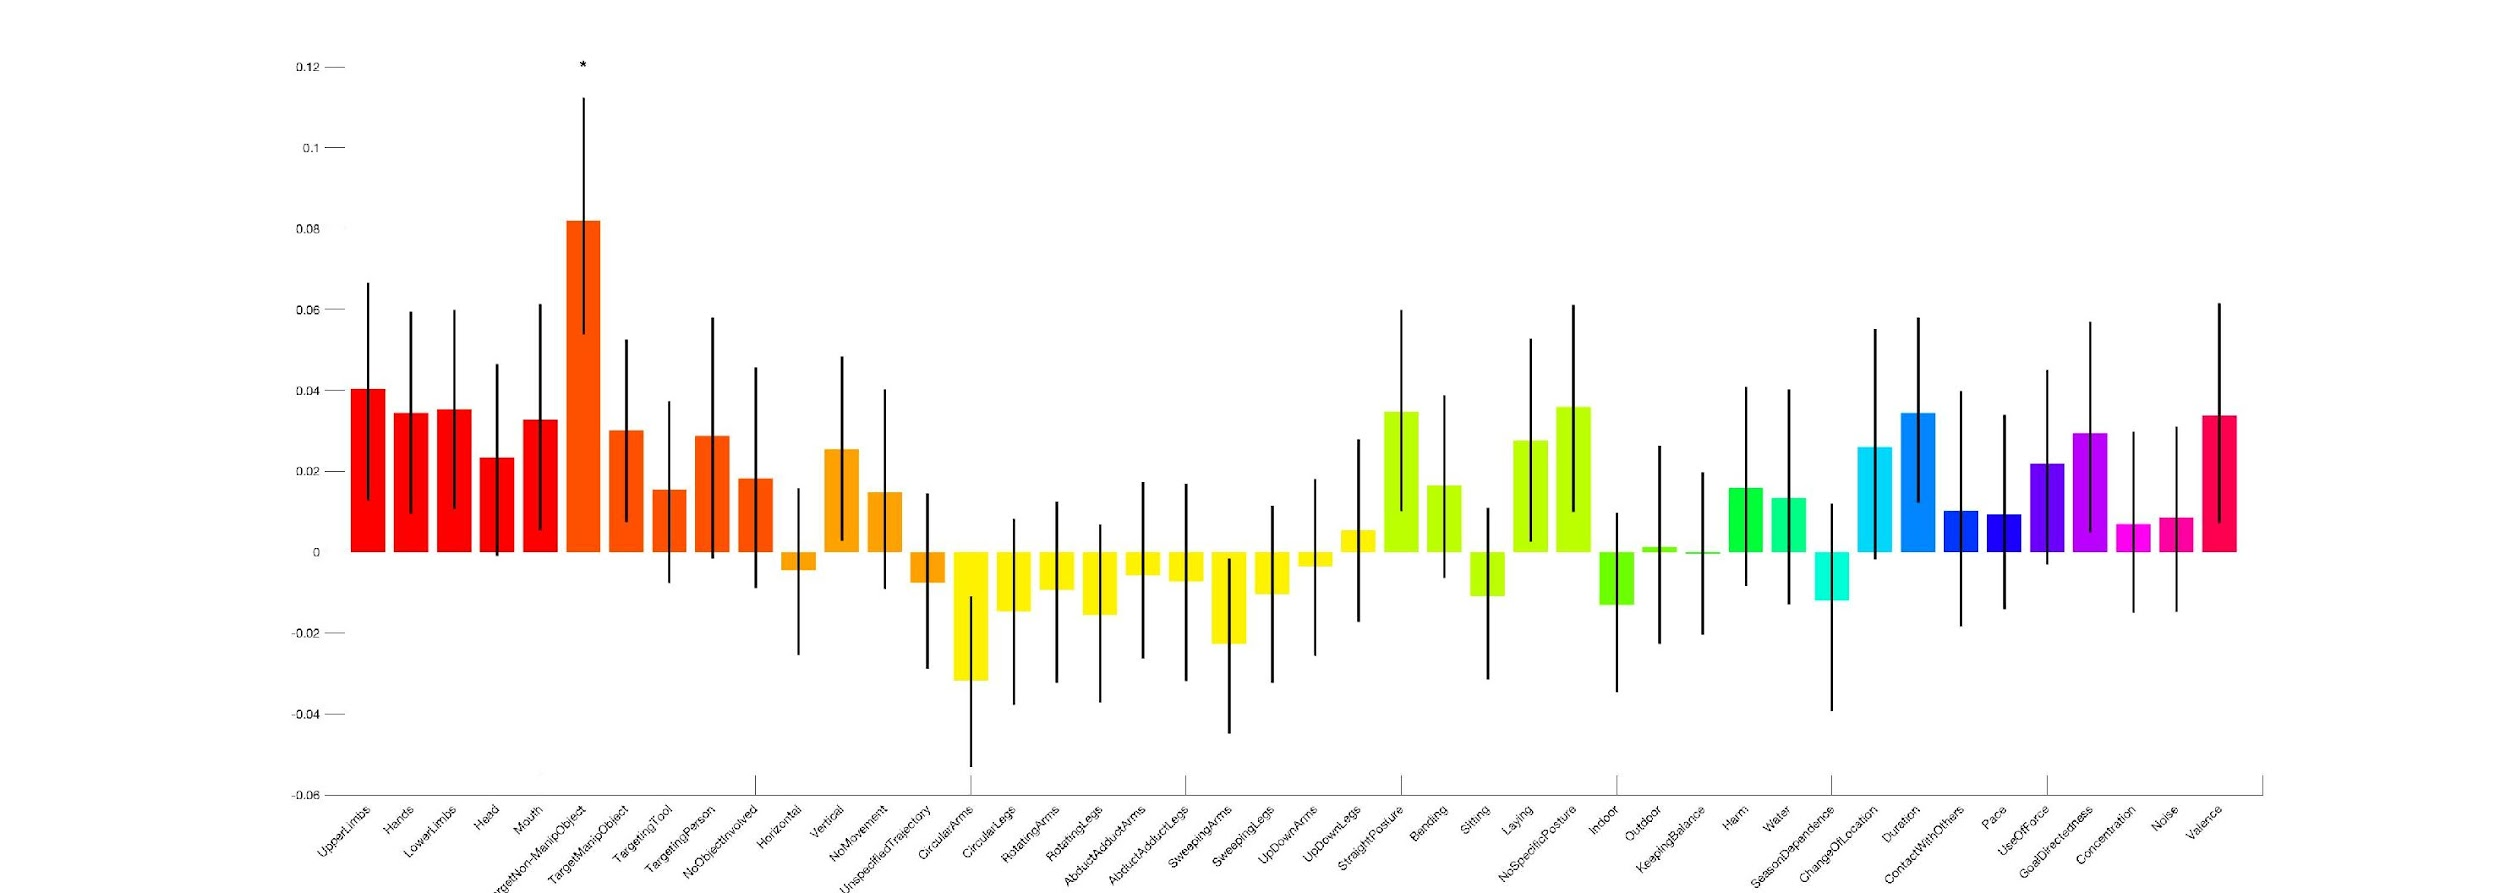 *
0.12
0.1
0.08
0.06
0.04
0.02
0
-0.02
-0.04
-0.06
UpperLimbs
Hands
LowerLimbs
Head
Mouth
rgetNon-ManipObject
TargetManipObject
TargetingTool
TargetingPerson
NoObjectInvolved
Horizontal
Vertical
NoMovement
UnspecifiedTrajectory
CircularArms
CircularLegs
RotatingArms
RotatingLegs
AbductAdductArms
AbductAdductLegs
SweepingArms
SweepingLegs
UpDownArms
UpDownLegs
StraightPosture
Bending
Sitting
Laying
NoSpecificPosture
Indoor
Outdoor
KeepingBalance
Harm
Water
SeasonDependence
ChangeOfLocation
Duration
ContactWithOthers
Pace
UseOfForce
GoalDirectedness
Concentration
Noise
Valence